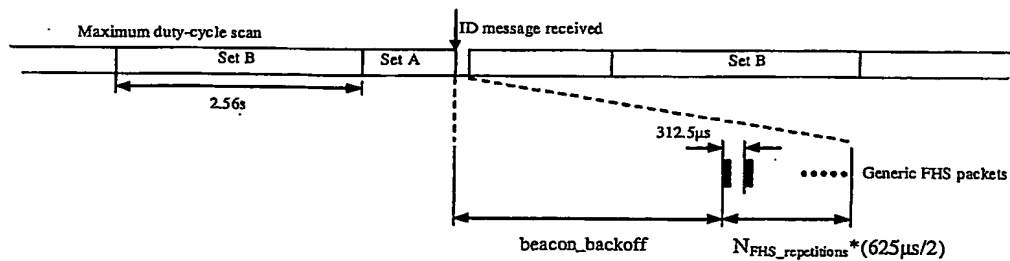 ID message received
Maximum duty-cycle scan
Set B
Set A
Set B
2.56s
312.5µs
Generic FHS packets
beacon_backoff
N_FHS_repetitions*(625µs/2)